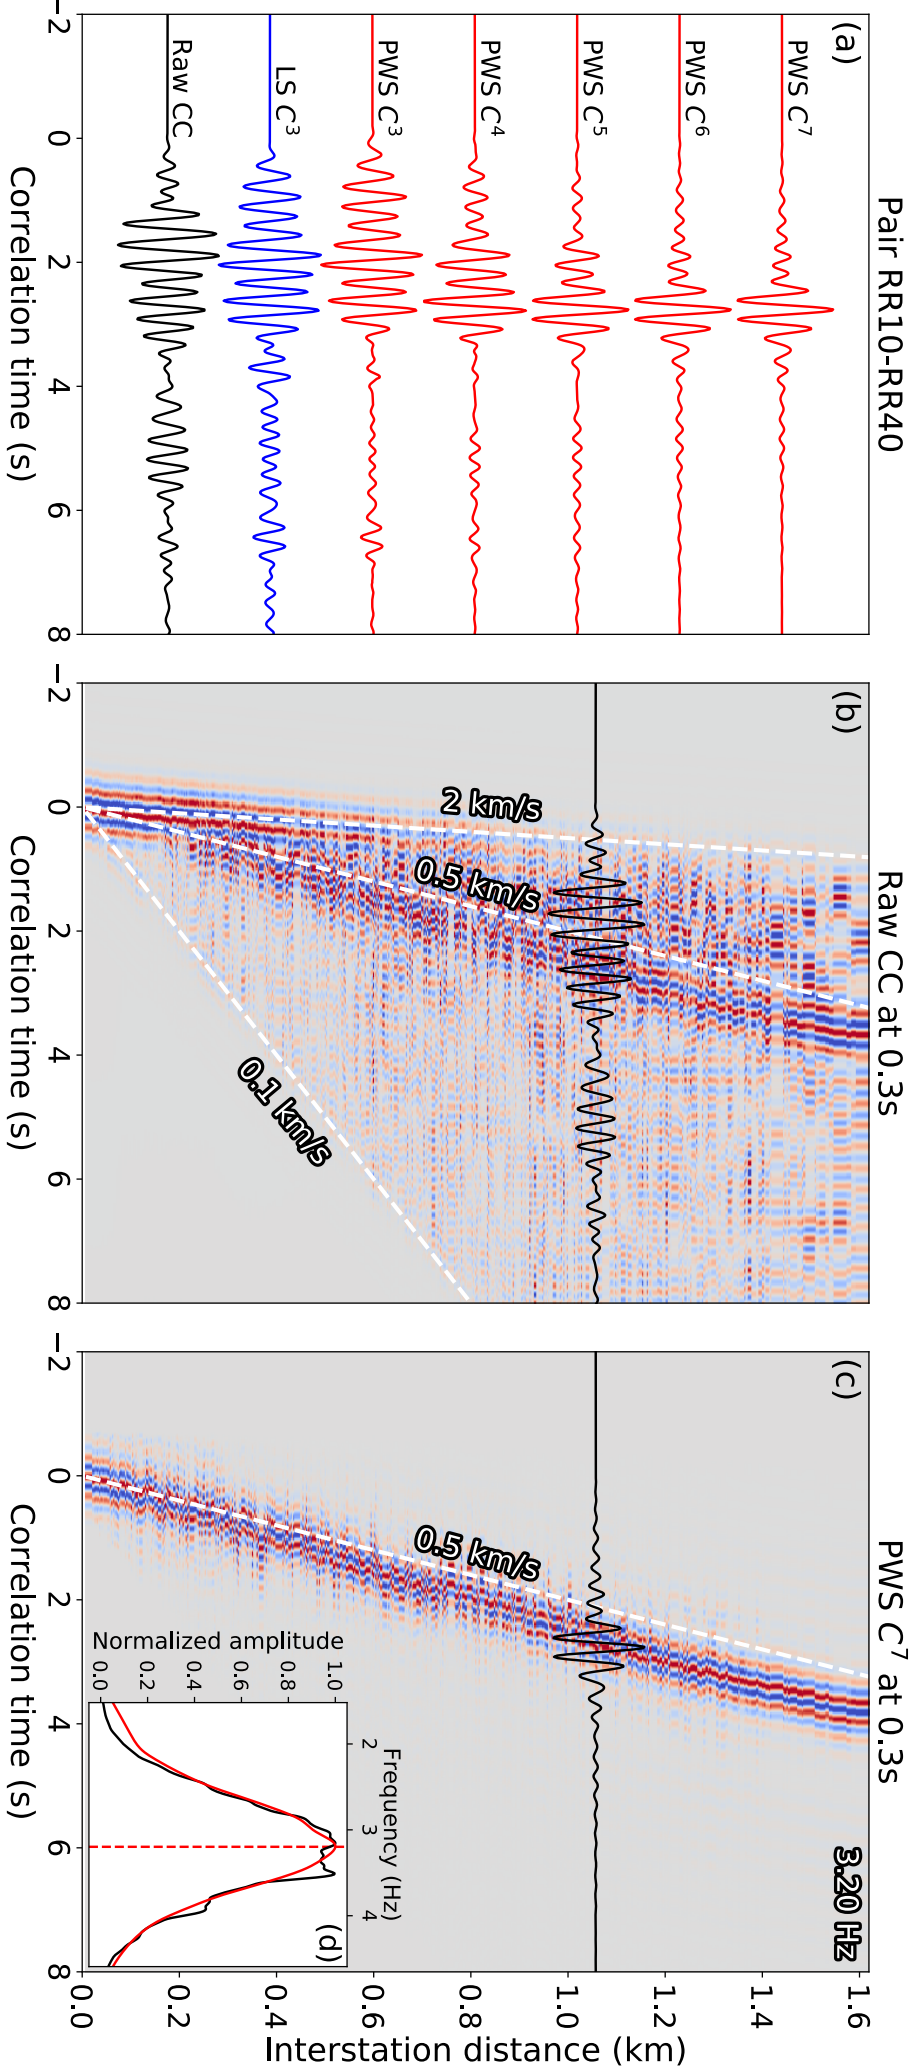 Pair RR10-RR40
(a)
PWS C⁷
PWS C⁶
PWS C⁵
PWS C⁴
PWS C³
LS C³
Raw CC
−2
0
2
4
6
8
Correlation time (s)
Raw CC at 0.3s
(b)
2 km/s
0.5 km/s
0.1 km/s
−2
0
2
4
6
8
Correlation time (s)
PWS C⁷ at 0.3s
(c)
3.20 Hz
0.5 km/s
−2
0
2
4
6
8
Correlation time (s)
0.0
0.2
0.4
0.6
0.8
1.0
1.2
1.4
1.6
Interstation distance (km)
(d)
Frequency (Hz)
2
3
4
Normalized amplitude
0.0
0.2
0.4
0.6
0.8
1.0